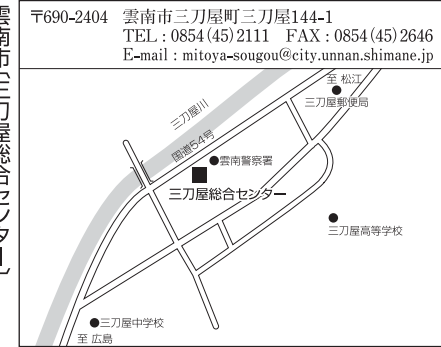 雲南市〔三刀屋総合センター〕
〒690-2404 雲南市三刀屋町三刀屋144-1
TEL : 0854(45)2111 FAX : 0854(45)2646
E-mail : mitoya-sougou@city.unnan.shimane.jp
至 松江
三刀屋郵便局
三刀屋川
国道54号
雲南警察署
三刀屋総合センター
三刀屋高等学校
三刀屋中学校
至 広島